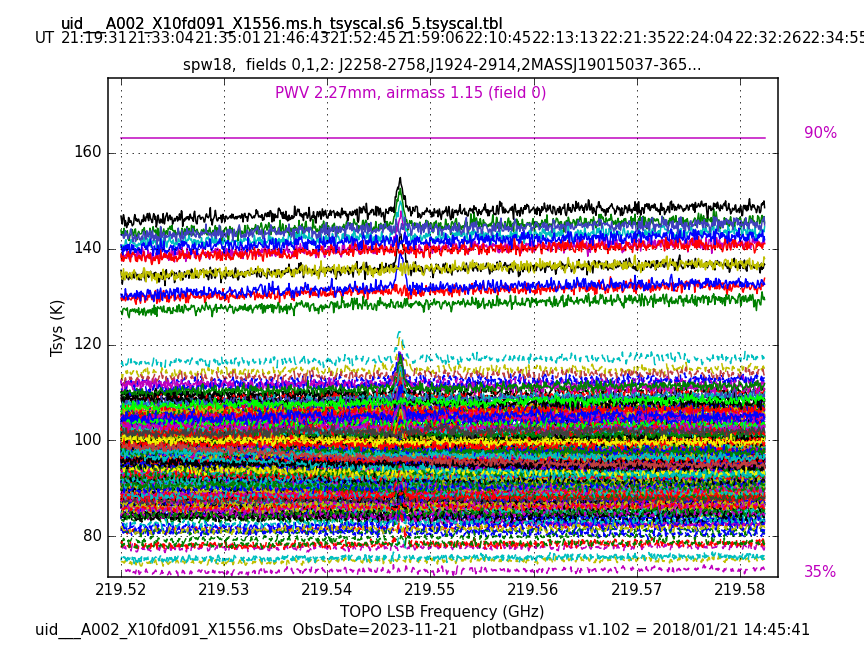 uid___A002_X10fd091_X1556.ms.h_tsyscal.s6_5.tsyscal.tbl
UT 21:19:31 21:33:04 21:35:01 21:46:43 21:52:45 21:59:06 22:10:45 22:13:13 22:21:35 22:24:04 22:32:26 22:34:55
spw18,  fields 0,1,2: J2258-2758,J1924-2914,2MASSJ19015037-365...
PWV 2.27mm, airmass 1.15 (field 0)
90%
160
140
120
100
80
Tsys (K)
35%
219.52 219.53 219.54 219.55 219.56 219.57 219.58
TOPO LSB Frequency (GHz)
uid___A002_X10fd091_X1556.ms  ObsDate=2023-11-21   plotbandpass v1.102 = 2018/01/21 14:45:41